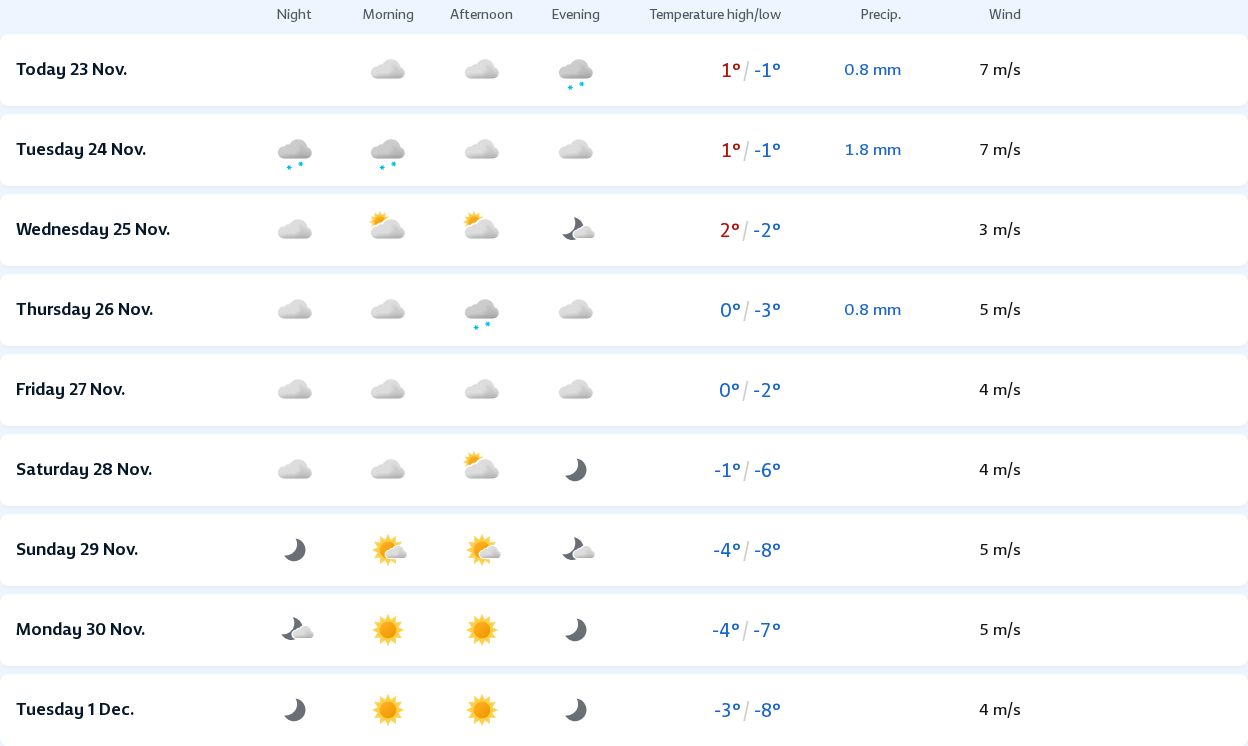 Night Morning Afternoon Evening Temperature high/low Precip. Wind
Today 23 Nov. 1°/ -1° 0.8 mm 7 m/s
Tuesday 24 Nov. 1°/ -1° 1.8 mm 7 m/s
Wednesday 25 Nov. 2°/ -2° 3 m/s
Thursday 26 Nov. 0°/ -3° 0.8 mm 5 m/s
Friday 27 Nov. 0°/ -2° 4 m/s
Saturday 28 Nov. -1°/ -6° 4 m/s
Sunday 29 Nov. -4°/ -8° 5 m/s
Monday 30 Nov. -4°/ -7° 5 m/s
Tuesday 1 Dec. -3°/ -8° 4 m/s